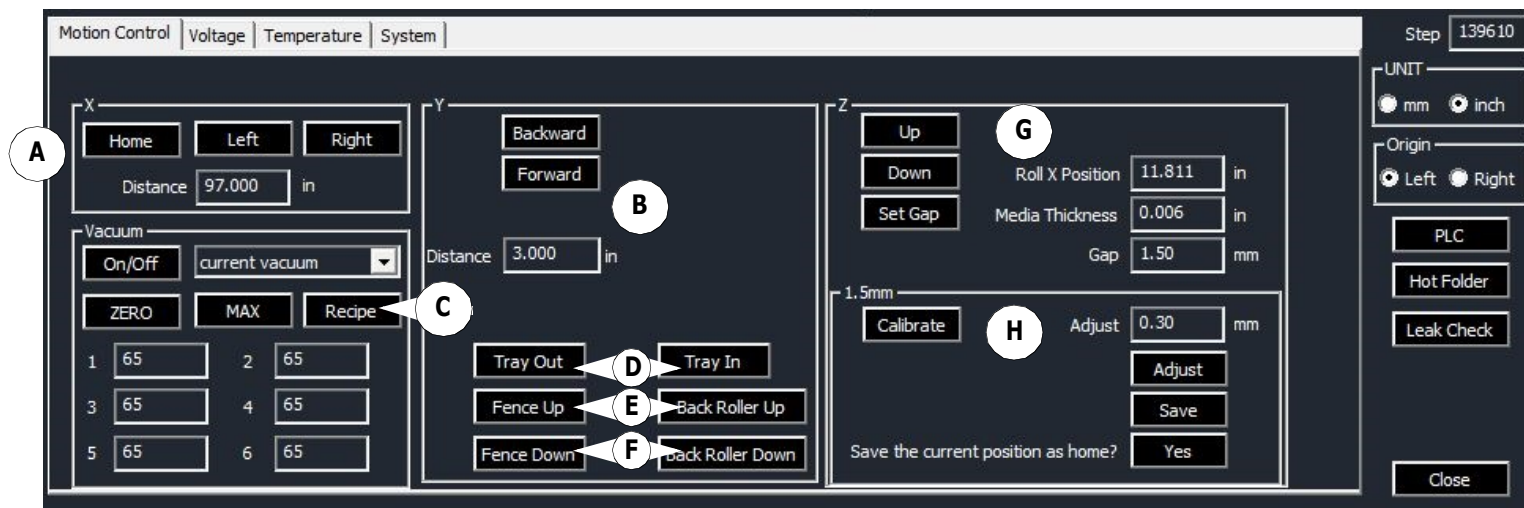 Motion Control Voltage Temperature System
Step 139610
UNIT
mm inch
Origin
Left Right
PLC
Hot Folder
Leak Check
Close
A
X
Home Left Right
Distance 97.000 in
Vacuum
On/Off current vacuum
ZERO MAX Recipe
C
1 65 2 65
3 65 4 65
5 65 6 65
Y
Backward
Forward
B
Distance 3.000 in
Tray Out D Tray In
Fence Up E Back Roller Up
Fence Down F Back Roller Down
Z
Up G
Down Roll X Position 11.811 in
Set Gap Media Thickness 0.006 in
Gap 1.50 mm
1.5mm
Calibrate H Adjust 0.30 mm
Adjust
Save
Save the current position as home? Yes